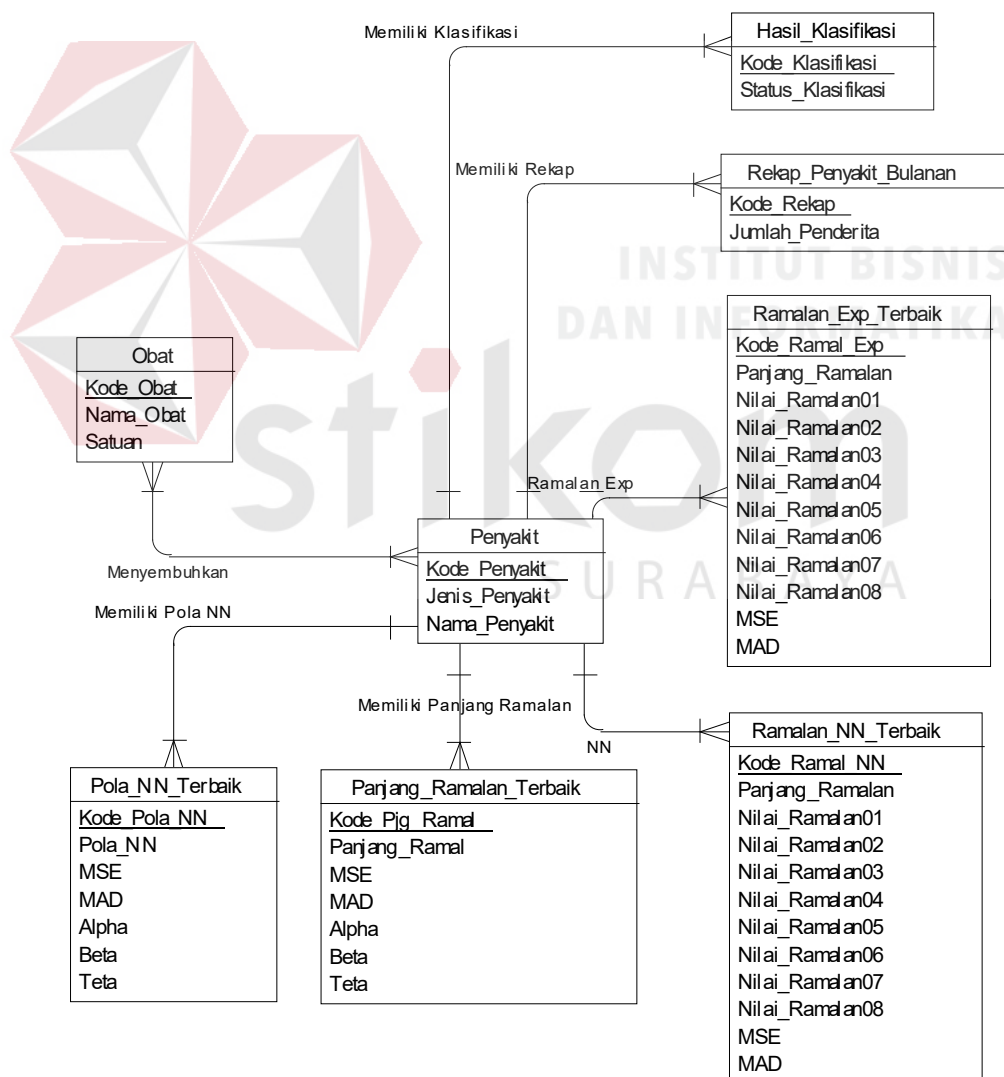 Memiliki Klasifikasi
Hasil_Klasifikasi
Kode_Klasifikasi
Status_Klasifikasi
Memiliki Rekap
Rekap_Penyakit_Bulanan
Kode_Rekap
Jumlah_Penderita
INSTITUT BISNIS
DAN INFORMATIKA
stikom
SURABAYA
Ramalan_Exp_Terbaik
Kode_Ramal_Exp
Panjang_Ramalan
Nilai_Ramalan01
Nilai_Ramalan02
Nilai_Ramalan03
Nilai_Ramalan04
Nilai_Ramalan05
Nilai_Ramalan06
Nilai_Ramalan07
Nilai_Ramalan08
MSE
MAD
Obat
Kode_Obat
Nama_Obat
Satuan
Ramalan Exp
Menyembuhkan
Penyakit
Kode_Penyakit
Jenis_Penyakit
Nama_Penyakit
Memiliki Pola NN
Memiliki Panjang Ramalan
NN
Pola_NN_Terbaik
Kode_Pola_NN
Pola_NN
MSE
MAD
Alpha
Beta
Teta
Panjang_Ramalan_Terbaik
Kode_Pjg_Ramal
Panjang_Ramal
MSE
MAD
Alpha
Beta
Teta
Ramalan_NN_Terbaik
Kode_Ramal_NN
Panjang_Ramalan
Nilai_Ramalan01
Nilai_Ramalan02
Nilai_Ramalan03
Nilai_Ramalan04
Nilai_Ramalan05
Nilai_Ramalan06
Nilai_Ramalan07
Nilai_Ramalan08
MSE
MAD